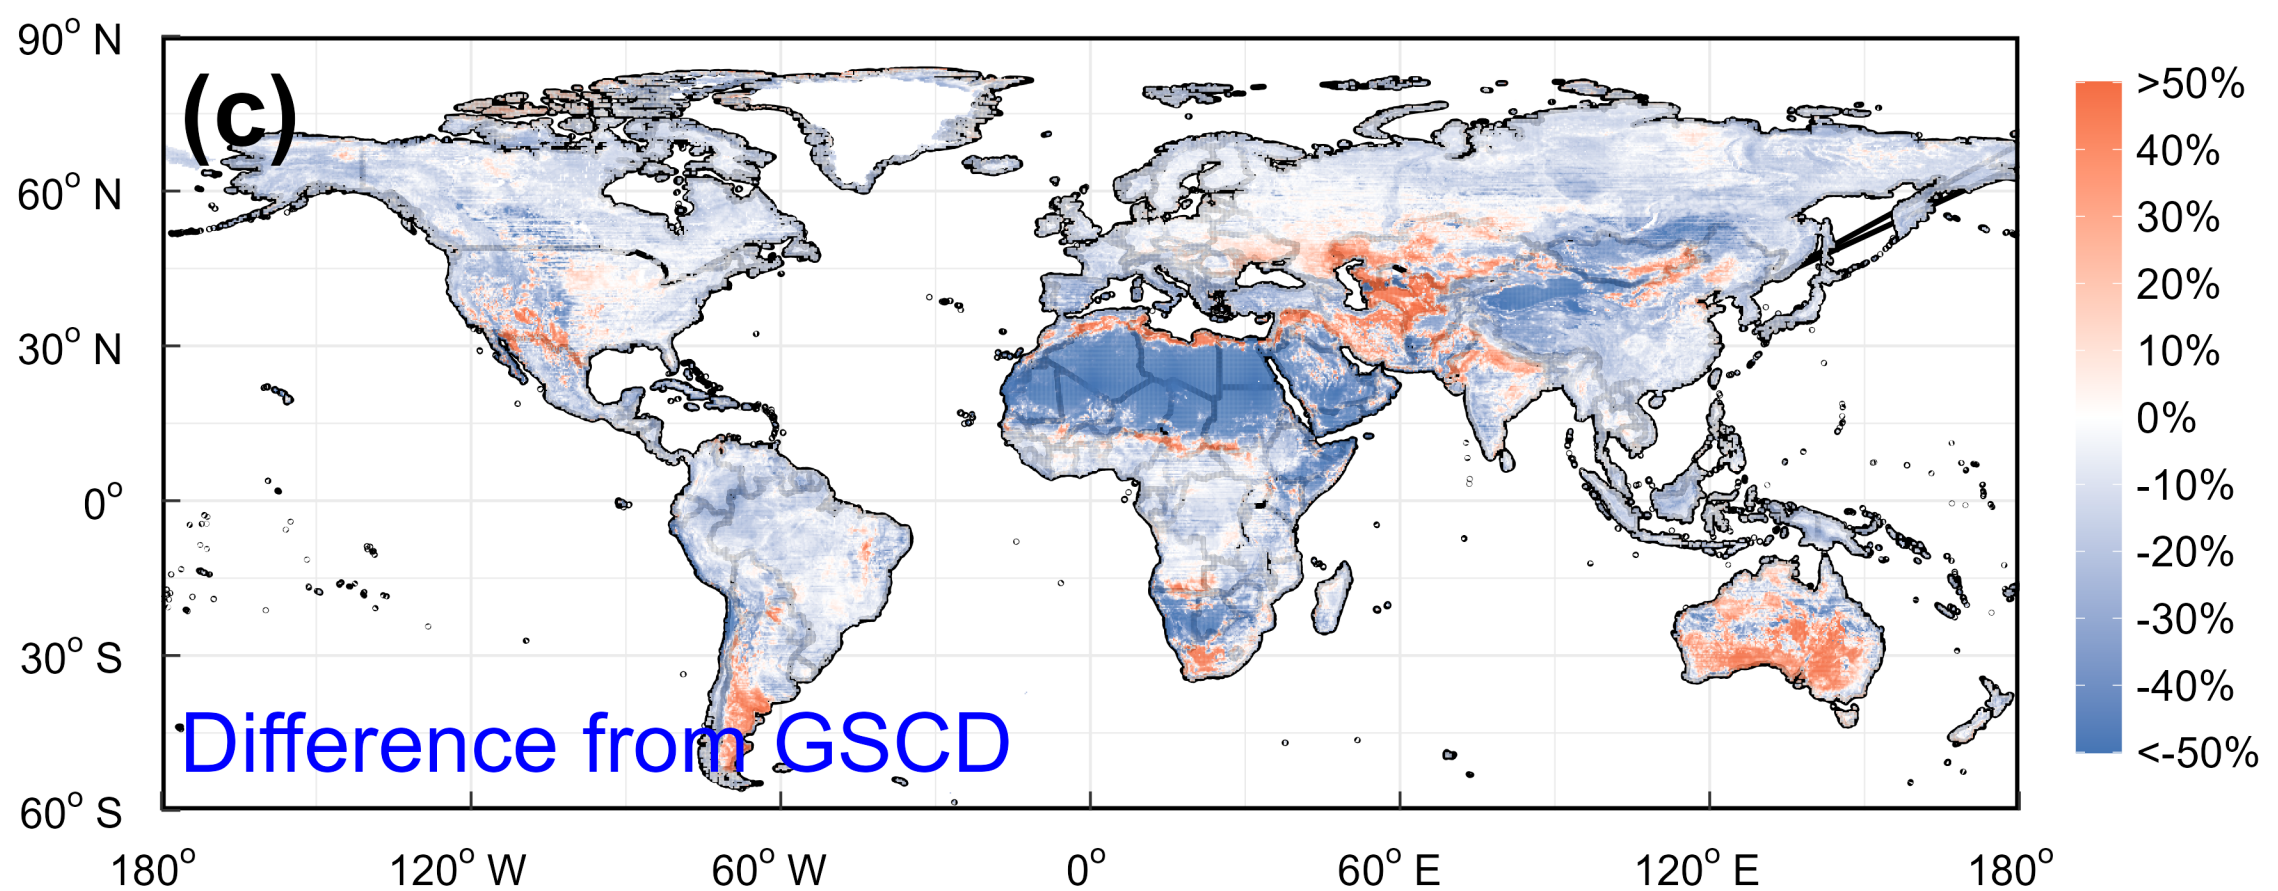 (c)
Difference from GSCD
90° N
60° N
30° N
0°
30° S
60° S
180°
120° W
60° W
0°
60° E
120° E
180°
>50%
40%
30%
20%
10%
0%
-10%
-20%
-30%
-40%
<-50%